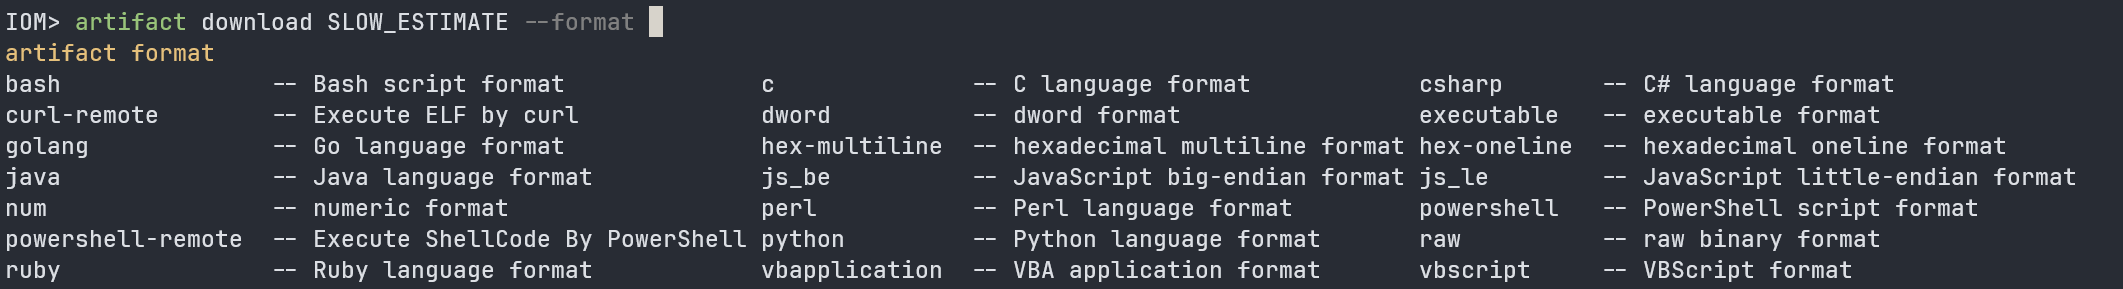 IOM> artifact download SLOW_ESTIMATE --format
artifact format
bash -- Bash script format c -- C language format csharp -- C# language format
curl-remote -- Execute ELF by curl dword -- dword format executable -- executable format
golang -- Go language format hex-multiline -- hexadecimal multiline format hex-oneline -- hexadecimal oneline format
java -- Java language format js_be -- JavaScript big-endian format js_le -- JavaScript little-endian format
num -- numeric format perl -- Perl language format powershell -- PowerShell script format
powershell-remote -- Execute ShellCode By PowerShell python -- Python language format raw -- raw binary format
ruby -- Ruby language format vbapplication -- VBA application format vbscript -- VBScript format